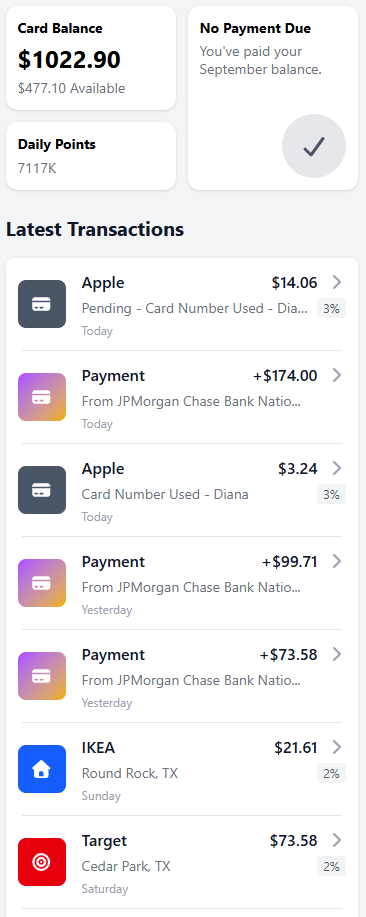 Card Balance
$1022.90
$477.10 Available
No Payment Due
You've paid your
September balance.
Daily Points
7117K
Latest Transactions
Apple
$14.06
Pending - Card Number Used - Dia...
3%
Today
Payment
+$174.00
From JPMorgan Chase Bank Natio...
Today
Apple
$3.24
Card Number Used - Diana
3%
Today
Payment
+$99.71
From JPMorgan Chase Bank Natio...
Yesterday
Payment
+$73.58
From JPMorgan Chase Bank Natio...
Yesterday
IKEA
$21.61
Round Rock, TX
2%
Sunday
Target
$73.58
Cedar Park, TX
2%
Saturday